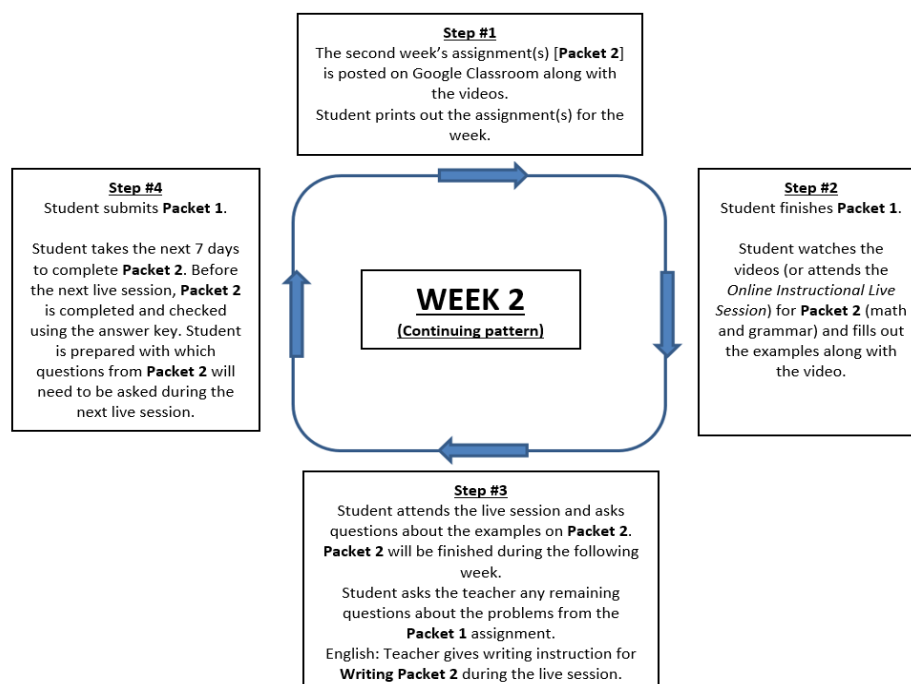 Step #1
The second week’s assignment(s) [Packet 2]
is posted on Google Classroom along with
the videos.
Student prints out the assignment(s) for the
week.
Step #2
Student finishes Packet 1.
Student watches the
videos (or attends the
Online Instructional Live
Session) for Packet 2 (math
and grammar) and fills out
the examples along with
the video.
Step #3
Student attends the live session and asks
questions about the examples on Packet 2.
Packet 2 will be finished during the following
week.
Student asks the teacher any remaining
questions about the problems from the
Packet 1 assignment.
English: Teacher gives writing instruction for
Writing Packet 2 during the live session.
Step #4
Student submits Packet 1.
Student takes the next 7 days
to complete Packet 2. Before
the next live session, Packet 2
is completed and checked
using the answer key. Student
is prepared with which
questions from Packet 2 will
need to be asked during the
next live session.
WEEK 2
(Continuing pattern)